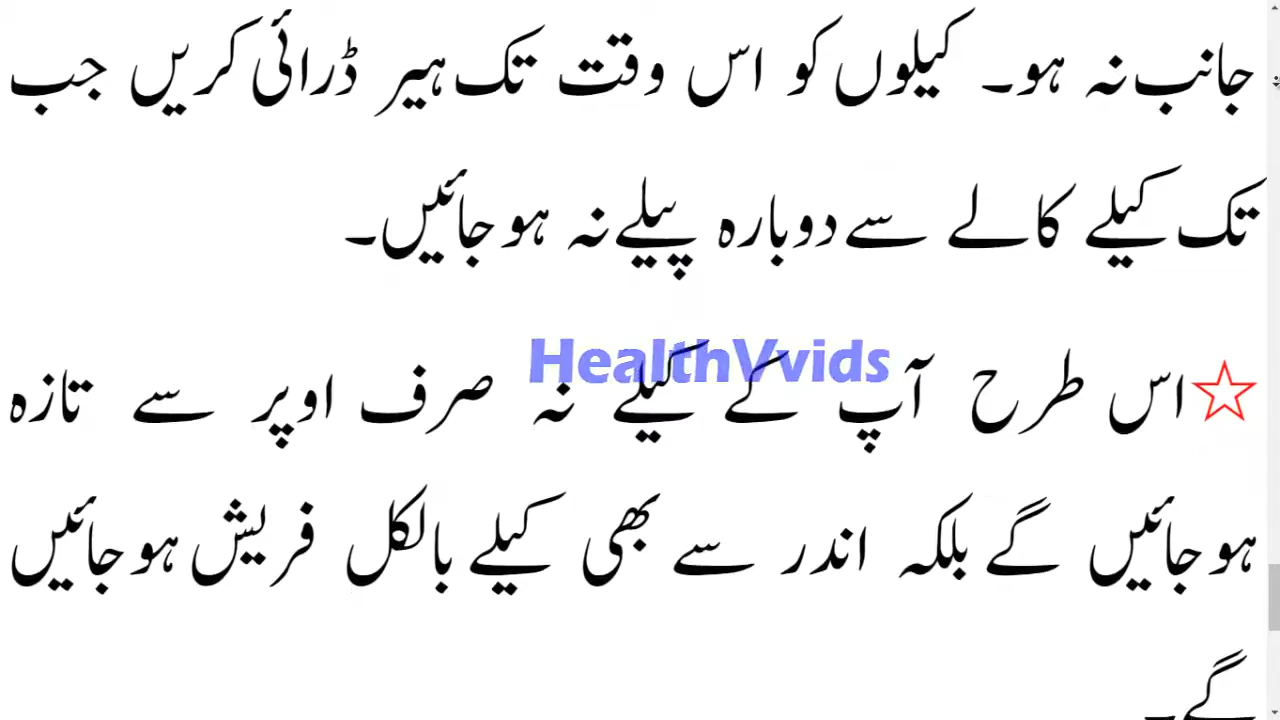 جانب نہ ہو۔ کیلوں کو اس وقت تک ہیر ڈرائی کریں جب
تک کیلے کالے سے دوبارہ پیلے نہ ہو جائیں۔
HealthVvids
☆اس طرح آپ کے کیلے نہ صرف اوپر سے تازہ
ہو جائیں گے بلکہ اندر سے بھی کیلے بالکل فریش ہو جائیں
گے۔